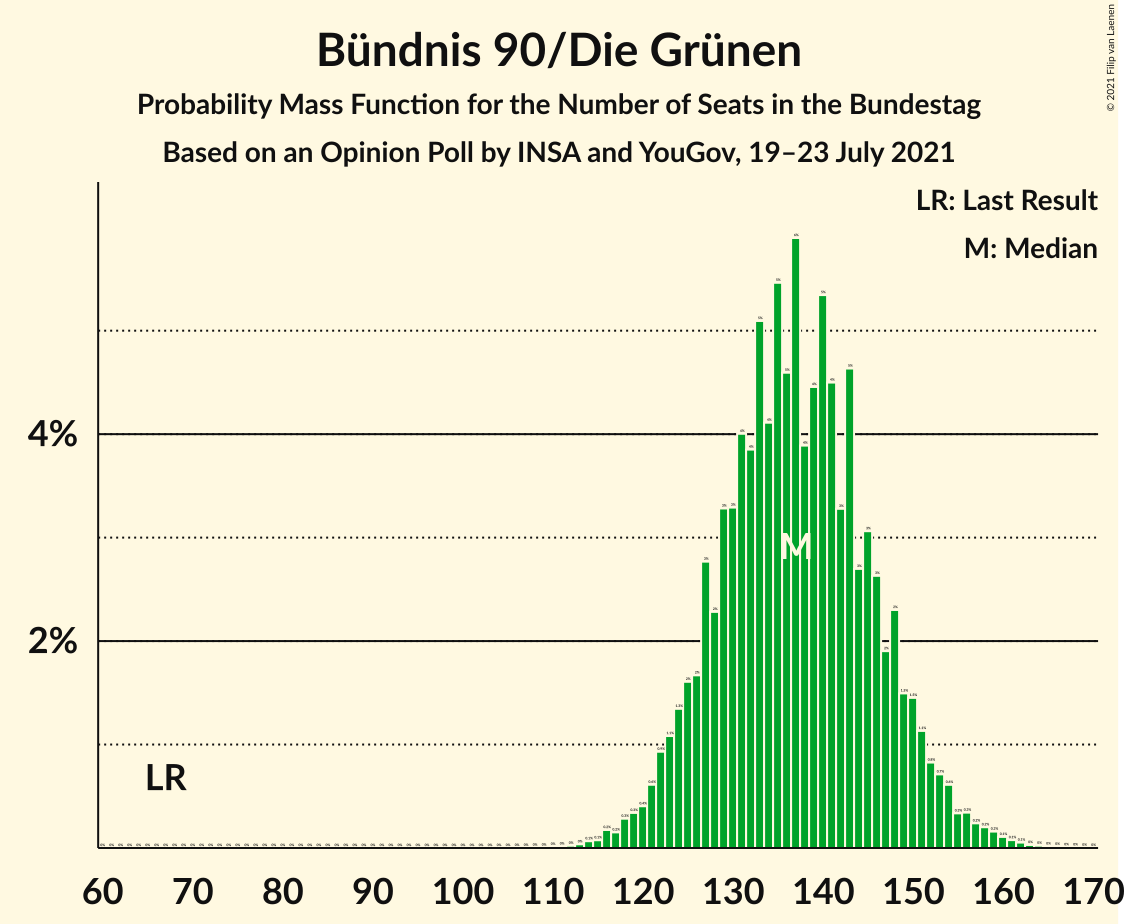 Bündnis 90/Die Grünen
Probability Mass Function for the Number of Seats in the Bundestag
Based on an Opinion Poll by INSA and YouGov, 19–23 July 2021
© 2021 Filip van Laenen
LR: Last Result
M: Median
4%
2%
M
LR
60 70 80 90 100 110 120 130 140 150 160 170